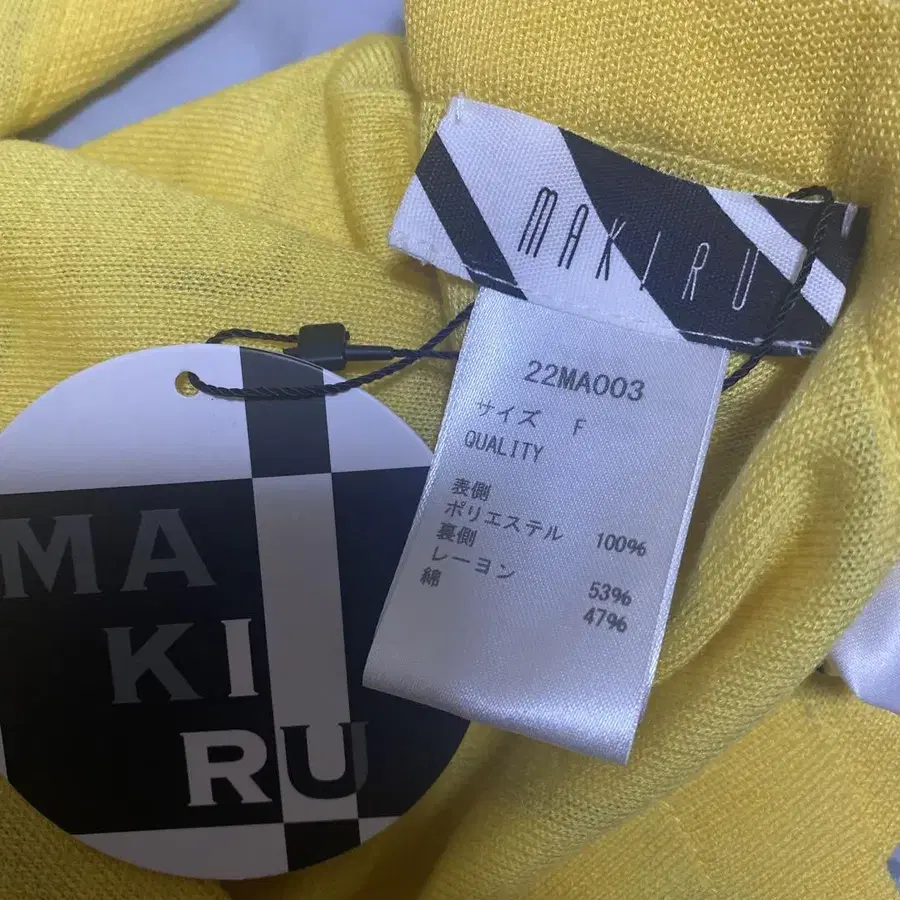 MAKIRU
22MA003
サイズ F
QUALITY
表側
ポリエステル 100%
裏側
レーヨン 53%
綿 47%
MA
KI
RU